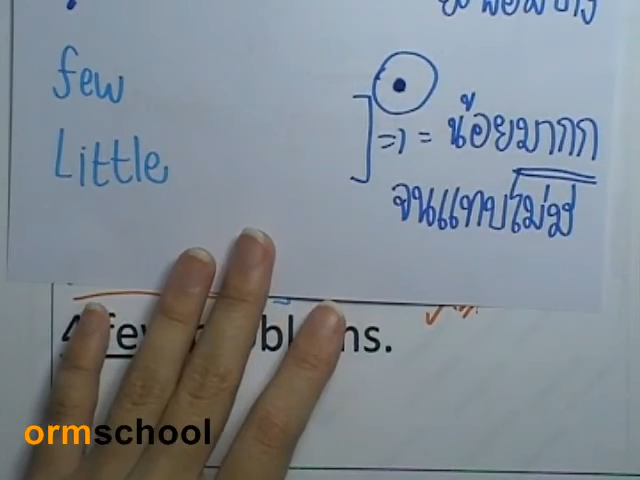 few
Little
= 1 = น้อยมากก
จนแทบไม่มี
ormschool